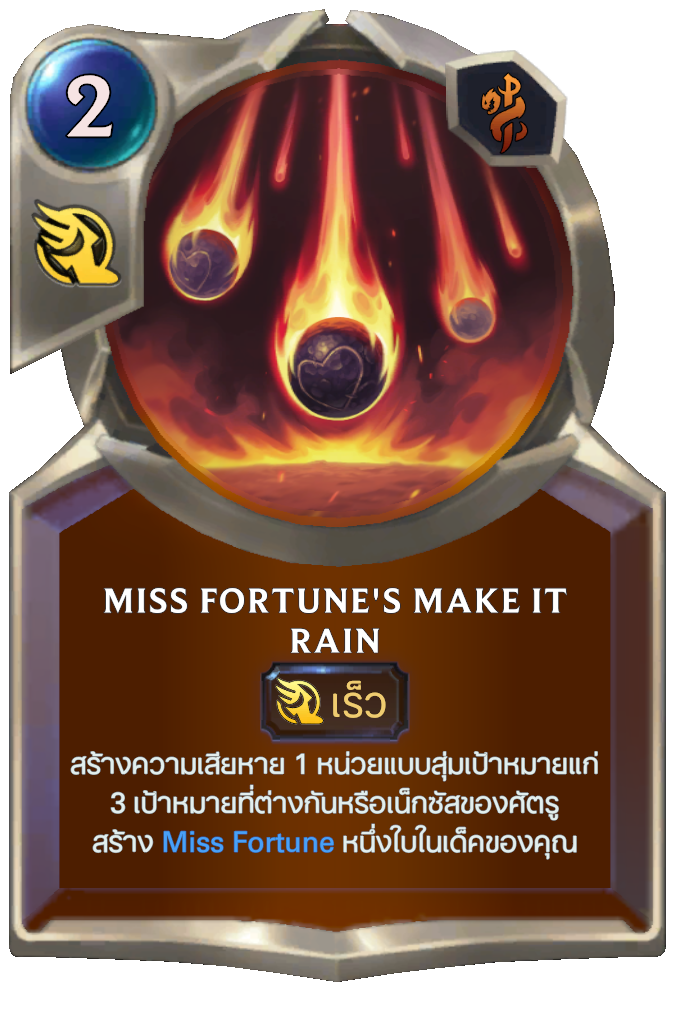 2
MISS FORTUNE'S MAKE IT
RAIN
เร็ว
สร้างความเสียหาย 1 หน่วยแบบสุ่มเป้าหมายแก่
3 เป้าหมายที่ต่างกันหรือเน็กซัสของศัตรู
สร้าง Miss Fortune หนึ่งใบในเด็คของคุณ